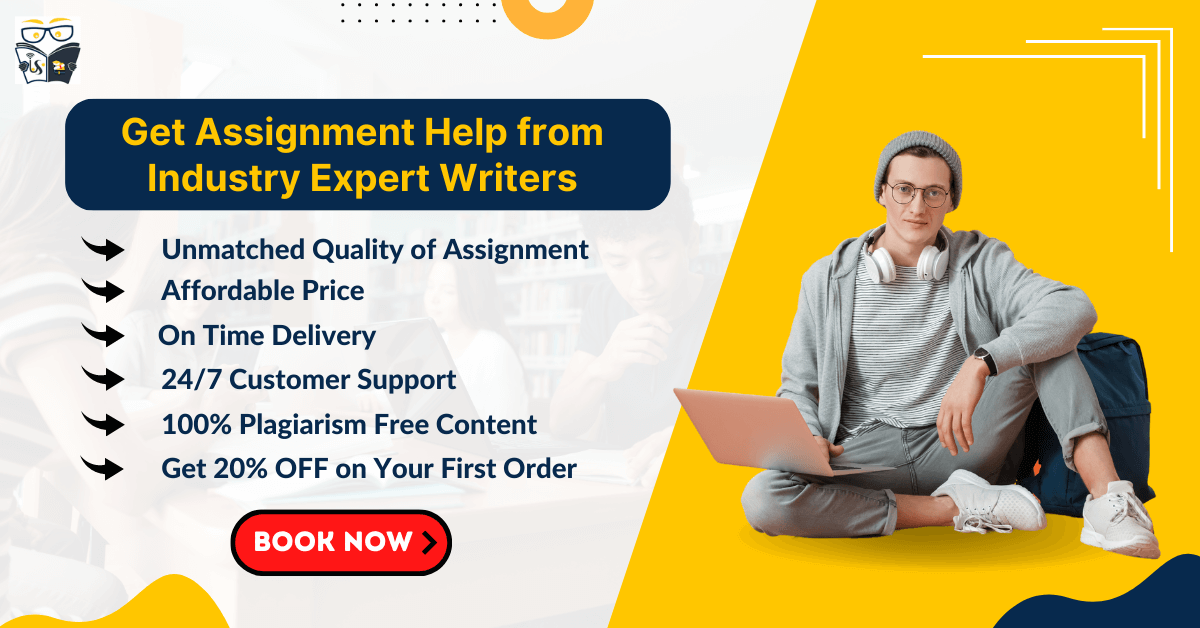 Get Assignment Help from
Industry Expert Writers
Unmatched Quality of Assignment
Affordable Price
On Time Delivery
24/7 Customer Support
100% Plagiarism Free Content
Get 20% OFF on Your First Order
BOOK NOW